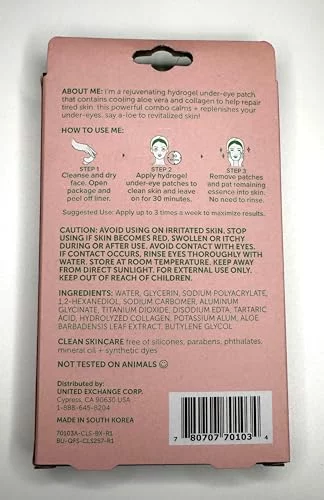 ABOUT ME: I'm a rejuvenating hydrogel under-eye patch
that contains cooling aloe vera and collagen to help repair
tired skin. this powerful combo calms + replenishes your
under-eyes. say a-loe to revitalized skin!
HOW TO USE ME:
STEP 1
Cleanse and dry
face. Open
package and
peel off liner.
30
STEP 2
Apply hydrogel
under-eye patches to
clean skin and leave
on for 30 minutes.
STEP 3
Remove patches
and pat remaining
essence into skin.
No need to rinse.
Suggested Use: Apply up to 3 times a week to maximize results.
CAUTION: AVOID USING ON IRRITATED SKIN. STOP
USING IF SKIN BECOMES RED, SWOLLEN OR ITCHY
DURING OR AFTER USE. AVOID CONTACT WITH EYES.
IF CONTACT OCCURS, RINSE EYES THOROUGHLY WITH
WATER. STORE AT ROOM TEMPERATURE. KEEP AWAY
FROM DIRECT SUNLIGHT. FOR EXTERNAL USE ONLY.
KEEP OUT OF REACH OF CHILDREN.
INGREDIENTS: WATER, GLYCERIN, SODIUM POLYACRYLATE,
1,2-HEXANEDIOL, SODIUM CARBOMER, ALUMINUM
GLYCINATE, TITANIUM DIOXIDE, DISODIUM EDTA, TARTARIC
ACID, HYDROLYZED COLLAGEN, POTASSIUM ALUM, ALOE
BARBADENSIS LEAF EXTRACT, BUTYLENE GLYCOL
CLEAN SKINCARE free of silicones, parabens, phthalates,
mineral oil + synthetic dyes
NOT TESTED ON ANIMALS
Distributed by:
UNITED EXCHANGE CORP.
Cypress, CA 90630
1-888-645-8204
MADE IN SOUTH KOREA
70103A-CLS-BX-R1
BU-QFS-CLS257-R1
7 80707 70103 4